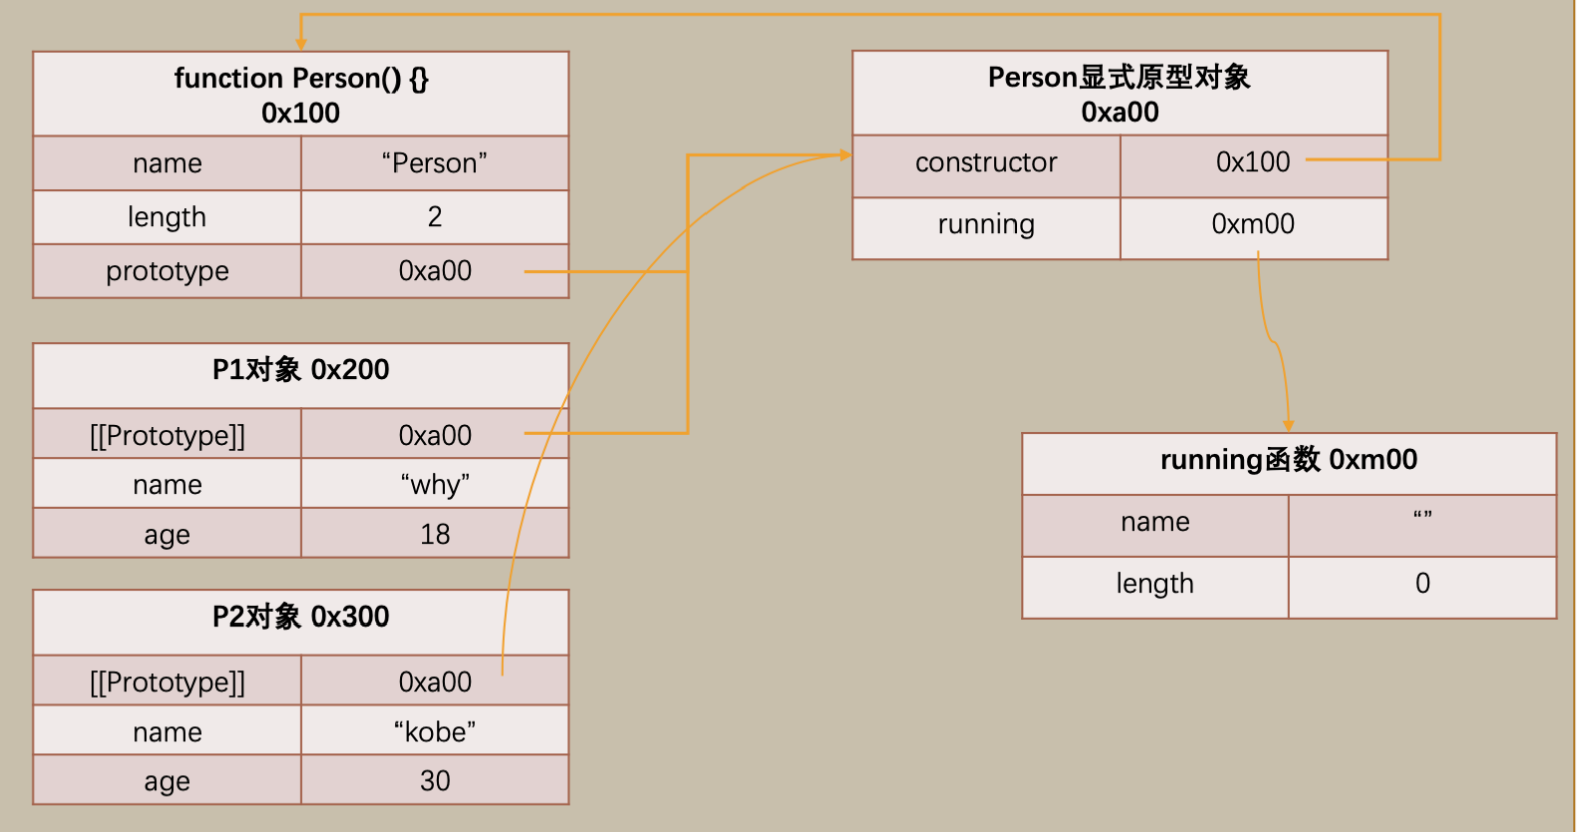 function Person() {}
0x100
name “Person”
length 2
prototype 0xa00
Person显式原型对象
0xa00
constructor 0x100
running 0xm00
P1对象 0x200
[[Prototype]] 0xa00
name “why”
age 18
running函数 0xm00
name “”
length 0
P2对象 0x300
[[Prototype]] 0xa00
name “kobe”
age 30